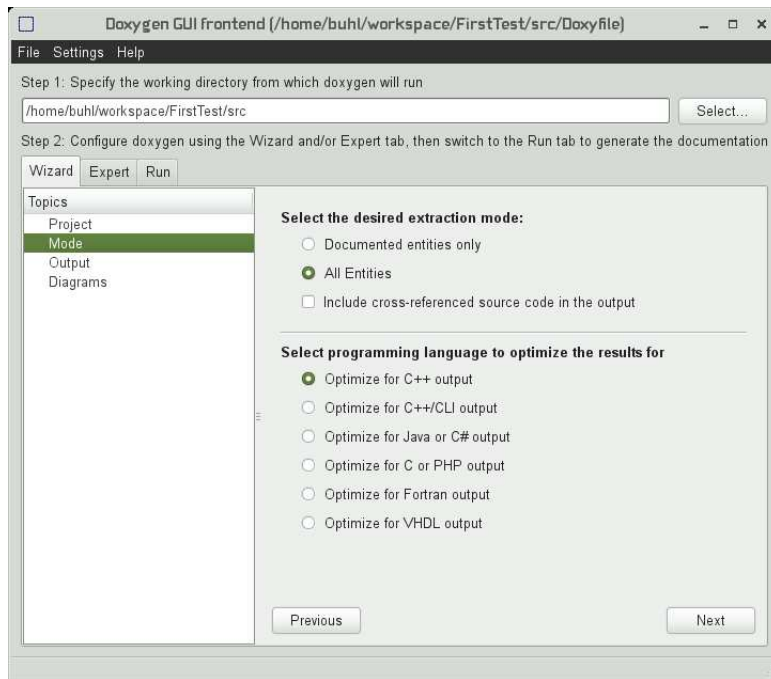 Doxygen GUI frontend (/home/buhl/workspace/FirstTest/src/Doxyfile)
File Settings Help
Step 1: Specify the working directory from which doxygen will run
/home/buhl/workspace/FirstTest/src
Select...
Step 2: Configure doxygen using the Wizard and/or Expert tab, then switch to the Run tab to generate the documentation
Wizard Expert Run
Topics
Project
Mode
Output
Diagrams
Select the desired extraction mode:
Documented entities only
All Entities
Include cross-referenced source code in the output
Select programming language to optimize the results for
Optimize for C++ output
Optimize for C++/CLI output
Optimize for Java or C# output
Optimize for C or PHP output
Optimize for Fortran output
Optimize for VHDL output
Previous
Next